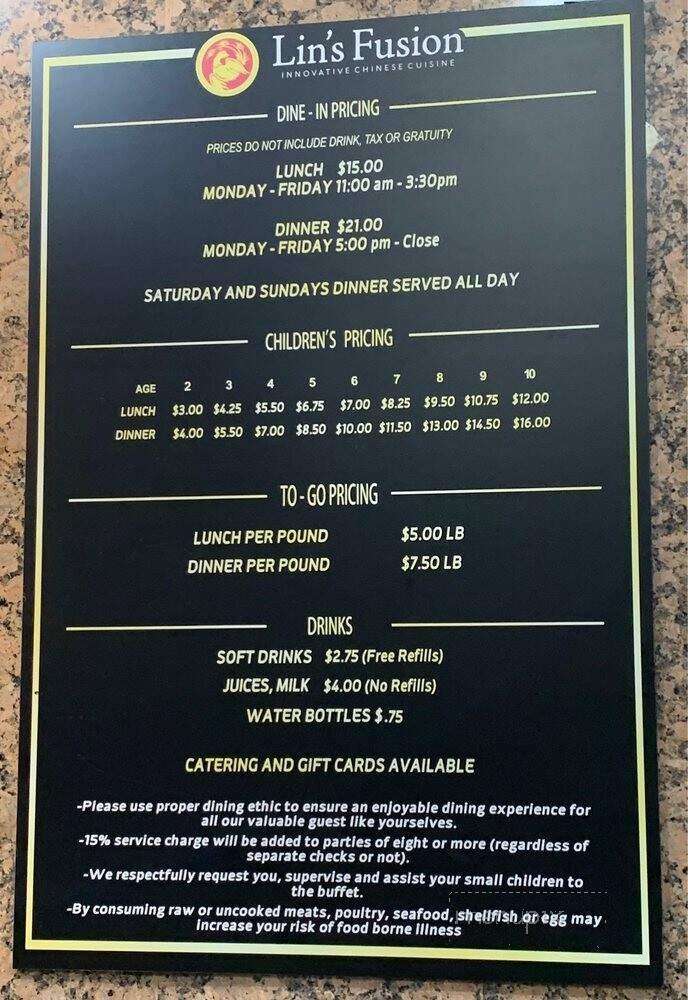 Lin's Fusion
INNOVATIVE CHINESE CUISINE
DINE - IN PRICING
PRICES DO NOT INCLUDE DRINK, TAX OR GRATUITY
LUNCH $15.00
MONDAY - FRIDAY 11:00 am - 3:30pm
DINNER $21.00
MONDAY - FRIDAY 5:00 pm - Close
SATURDAY AND SUNDAYS DINNER SERVED ALL DAY
CHILDREN'S PRICING
AGE 2 3 4 5 6 7 8 9 10
LUNCH $3.00 $4.25 $5.50 $6.75 $7.00 $8.25 $9.50 $10.75 $12.00
DINNER $4.00 $5.50 $7.00 $8.50 $10.00 $11.50 $13.00 $14.50 $16.00
TO - GO PRICING
LUNCH PER POUND $5.00 LB
DINNER PER POUND $7.50 LB
DRINKS
SOFT DRINKS $2.75 (Free Refills)
JUICES, MILK $4.00 (No Refills)
WATER BOTTLES $.75
CATERING AND GIFT CARDS AVAILABLE
-Please use proper dining ethic to ensure an enjoyable dining experience for
all our valuable guest like yourselves.
-15% service charge will be added to parties of eight or more (regardless of
separate checks or not).
-We respectfully request you, supervise and assist your small children to
the buffet.
-By consuming raw or uncooked meats, poultry, seafood, shellfish or egg may
increase your risk of food borne illness